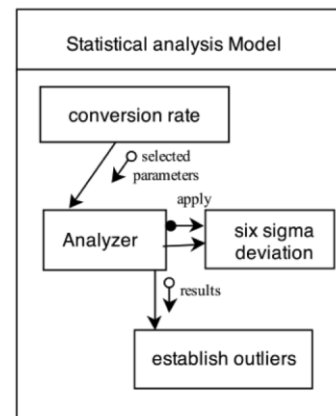 Statistical analysis Model
conversion rate
selected
parameters
apply
Analyzer
six sigma
deviation
results
establish outliers